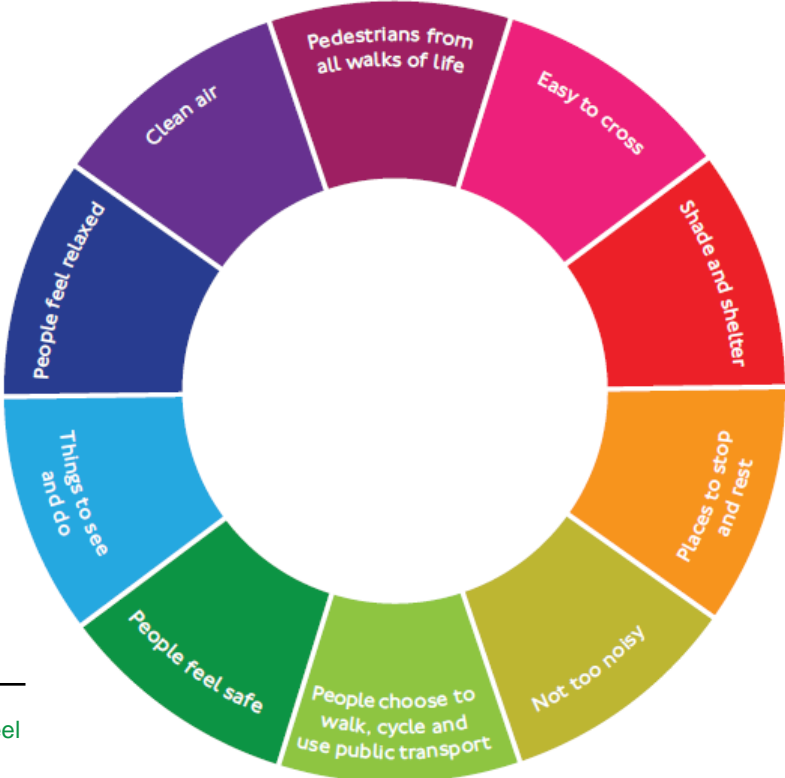 Pedestrians from
all walks of life
Easy to cross
Shade and shelter
Places to stop
and rest
Not too noisy
People choose to
walk, cycle and
use public transport
People feel safe
Things to see
and do
People feel relaxed
Clean air